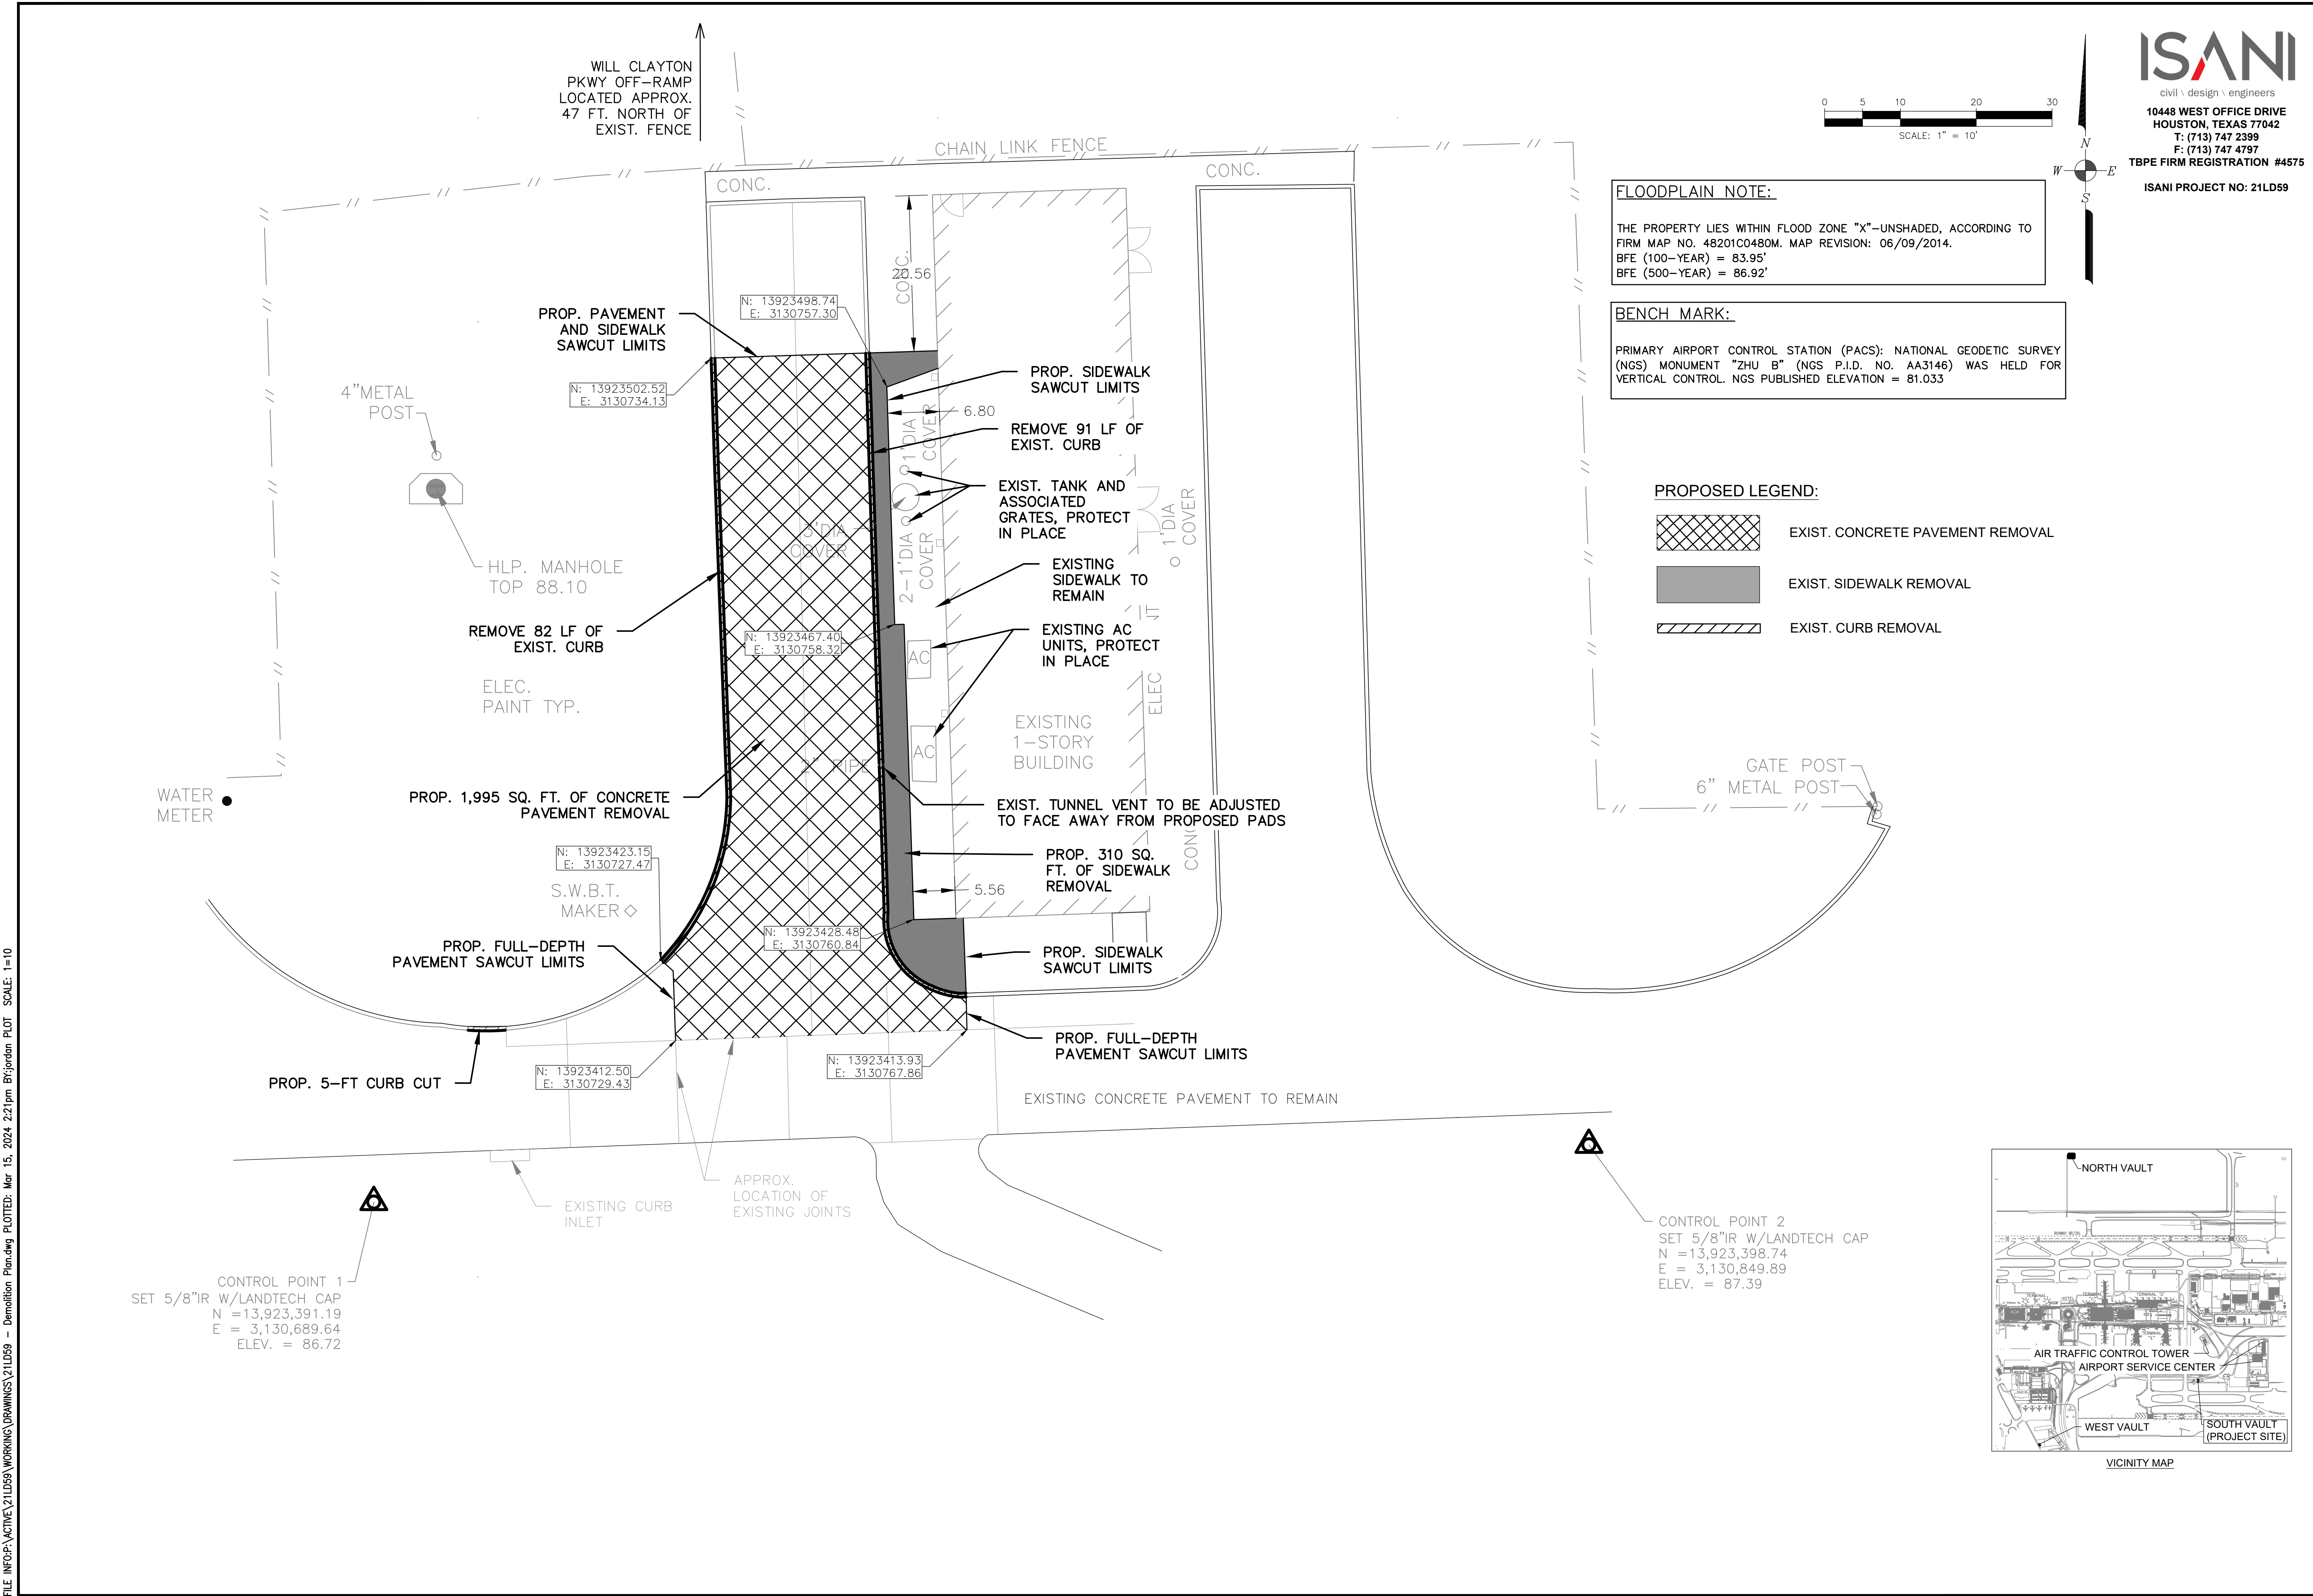 WILL CLAYTON
PKWY OFF-RAMP
LOCATED APPROX.
47 FT. NORTH OF
EXIST. FENCE
CHAIN LINK FENCE
CONC.
CONC.
CONC.
20.56
0 5 10 20 30
SCALE: 1" = 10'
N
W E
S
ISANI
civil \ design \ engineers
10448 WEST OFFICE DRIVE
HOUSTON, TEXAS 77042
T: (713) 747 2399
F: (713) 747 4797
TBPE FIRM REGISTRATION #4575
ISANI PROJECT NO: 21LD59
FLOODPLAIN NOTE:
THE PROPERTY LIES WITHIN FLOOD ZONE "X"-UNSHADED, ACCORDING TO
FIRM MAP NO. 48201C0480M. MAP REVISION: 06/09/2014.
BFE (100-YEAR) = 83.95'
BFE (500-YEAR) = 86.92'
BENCH MARK:
PRIMARY AIRPORT CONTROL STATION (PACS): NATIONAL GEODETIC SURVEY
(NGS) MONUMENT "ZHU B" (NGS P.I.D. NO. AA3146) WAS HELD FOR
VERTICAL CONTROL. NGS PUBLISHED ELEVATION = 81.033
PROPOSED LEGEND:
EXIST. CONCRETE PAVEMENT REMOVAL
EXIST. SIDEWALK REMOVAL
EXIST. CURB REMOVAL
N: 13923498.74
E: 3130757.30
PROP. PAVEMENT
AND SIDEWALK
SAWCUT LIMITS
N: 13923502.52
E: 3130734.13
4"METAL
POST
HLP. MANHOLE
TOP 88.10
REMOVE 82 LF OF
EXIST. CURB
ELEC.
PAINT TYP.
WATER
METER
PROP. 1,995 SQ. FT. OF CONCRETE
PAVEMENT REMOVAL
N: 13923423.15
E: 3130727.47
S.W.B.T.
MAKER
PROP. FULL-DEPTH
PAVEMENT SAWCUT LIMITS
PROP. 5-FT CURB CUT
N: 13923412.50
E: 3130729.43
N: 13923413.93
E: 3130767.86
N: 13923428.48
E: 3130760.84
N: 13923467.40
E: 3130758.32
3'DIA
COVER
1'DIA
COVER
2-1'DIA
COVER
2" PIPE
AC
AC
PROP. SIDEWALK
SAWCUT LIMITS
6.80
REMOVE 91 LF OF
EXIST. CURB
EXIST. TANK AND
ASSOCIATED
GRATES, PROTECT
IN PLACE
EXISTING
SIDEWALK TO
REMAIN
EXISTING AC
UNITS, PROTECT
IN PLACE
1'DIA
COVER
ELEC
EXISTING
1-STORY
BUILDING
EXIST. TUNNEL VENT TO BE ADJUSTED
TO FACE AWAY FROM PROPOSED PADS
CONC
PROP. 310 SQ.
FT. OF SIDEWALK
REMOVAL
5.56
PROP. SIDEWALK
SAWCUT LIMITS
PROP. FULL-DEPTH
PAVEMENT SAWCUT LIMITS
EXISTING CONCRETE PAVEMENT TO REMAIN
GATE POST
6" METAL POST
EXISTING CURB
INLET
APPROX.
LOCATION OF
EXISTING JOINTS
CONTROL POINT 1
SET 5/8"IR W/LANDTECH CAP
N =13,923,391.19
E = 3,130,689.64
ELEV. = 86.72
CONTROL POINT 2
SET 5/8"IR W/LANDTECH CAP
N =13,923,398.74
E = 3,130,849.89
ELEV. = 87.39
NORTH VAULT
AIR TRAFFIC CONTROL TOWER
AIRPORT SERVICE CENTER
WEST VAULT
SOUTH VAULT
(PROJECT SITE)
VICINITY MAP
FILE INFO:P:\ACTIVE\21LD59\WORKING\DRAWINGS\21LD59 - Demolition Plan.dwg PLOTTED: Mar 15, 2024 2:21pm BY:jordan PLOT SCALE: 1=10